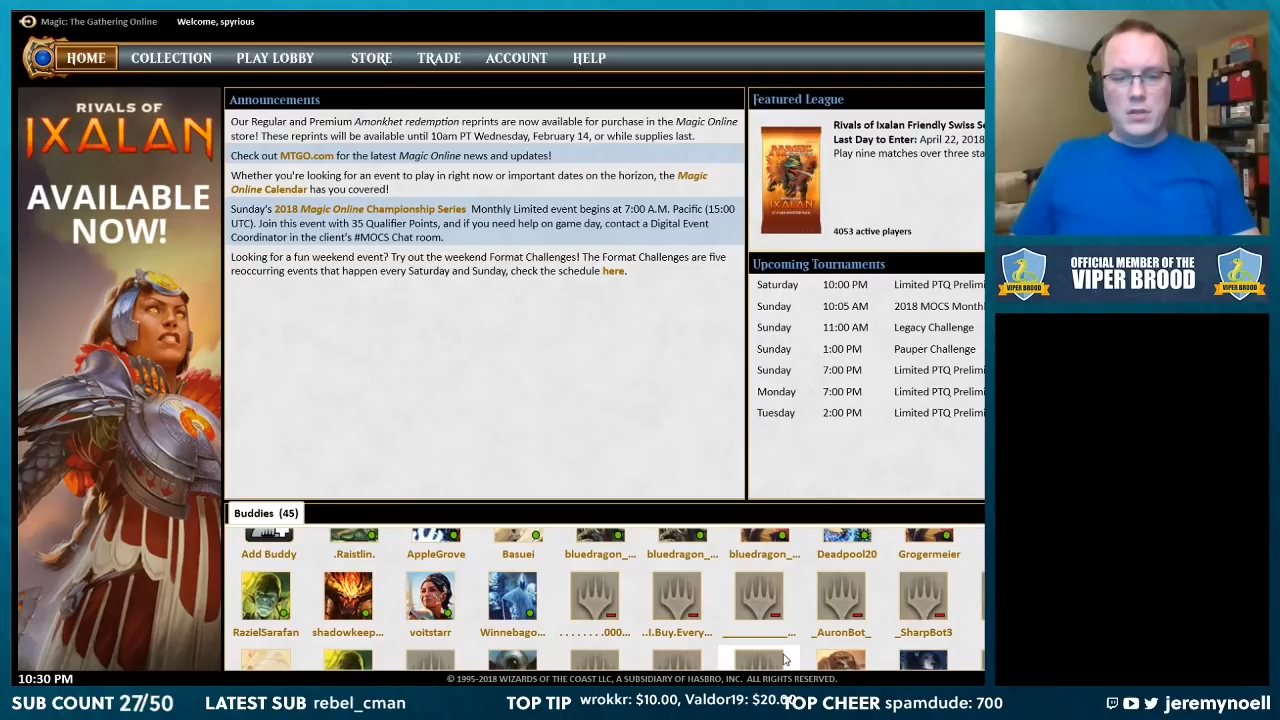 Magic: The Gathering Online Welcome, spyrious
HOME COLLECTION PLAY LOBBY STORE TRADE ACCOUNT HELP
RIVALS OF
IXALAN
AVAILABLE
NOW!
Announcements
Our Regular and Premium Amonkhet redemption reprints are now available for purchase in the Magic Online
store! These reprints will be available until 10am PT Wednesday, February 14, or while supplies last.
Check out MTGO.com for the latest Magic Online news and updates!
Whether you're looking for an event to play in right now or important dates on the horizon, the Magic
Online Calendar has you covered!
Sunday's 2018 Magic Online Championship Series Monthly Limited event begins at 7:00 A.M. Pacific (15:00
UTC). Join this event with 35 Qualifier Points, and if you need help on game day, contact a Digital Event
Coordinator in the client's #MOCS Chat room.
Looking for a fun weekend event? Try out the weekend Format Challenges! The Format Challenges are five
reoccurring events that happen every Saturday and Sunday, check the schedule here.
Featured League
Rivals of Ixalan Friendly Swiss Se
Last Day to Enter: April 22, 2018
Play nine matches over three sta
4053 active players
MAGIC
IXALAN
Upcoming Tournaments
Saturday 10:00 PM Limited PTQ Prelimi
Sunday 10:05 AM 2018 MOCS Month
Sunday 11:00 AM Legacy Challenge
Sunday 1:00 PM Pauper Challenge
Sunday 7:00 PM Limited PTQ Prelimi
Monday 7:00 PM Limited PTQ Prelimi
Tuesday 2:00 PM Limited PTQ Prelimi
Buddies (45)
Add Buddy .Raistlin. AppleGrove Basuei bluedragon_... bluedragon_... bluedragon_... Deadpool20 Grogermeier
RazielSarafan shadowkeep... voitstarr Winnebago... . . . . . . . .000... ..I.Buy.Every... ____________... _AuronBot_ _SharpBot3
10:30 PM © 1995-2018 WIZARDS OF THE COAST LLC, A SUBSIDIARY OF HASBRO, INC. ALL RIGHTS RESERVED.
VIPER BROOD
OFFICIAL MEMBER OF THE
VIPER BROOD
VIPER BROOD
SUB COUNT 27/50 LATEST SUB rebel_cman TOP TIP wrokkr: $10.00, Valdor19: $20.00 TOP CHEER spamdude: 700 jeremynoell